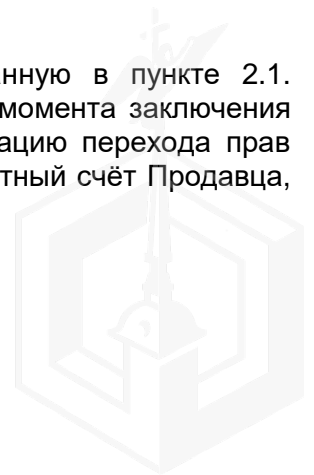 нную в пункте 2.1.
момента заключения
ацию перехода прав
тный счёт Продавца,